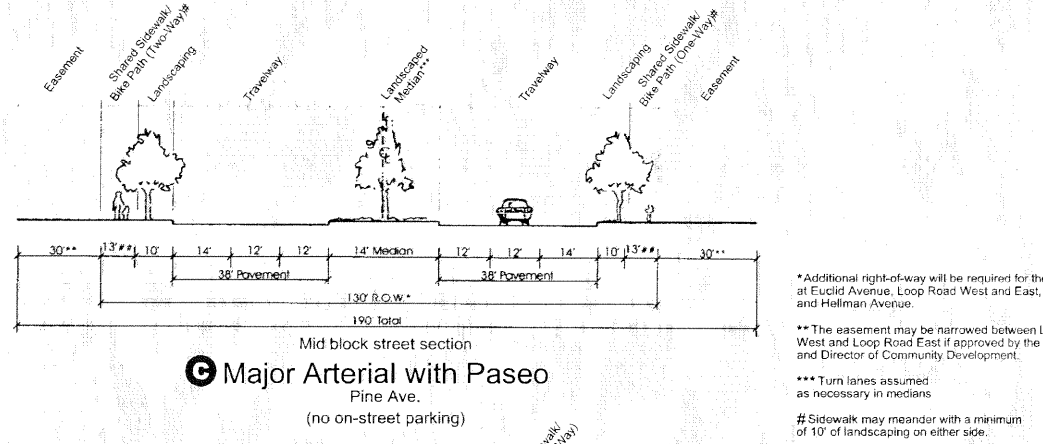 Easement
Shared Sidewalk/
Bike Path (Two-Way)#
Landscaping
Travelway
Landscaped
Median***
Travelway
Landscaping
Shared Sidewalk/
Bike Path (One-Way)#
Easement
30'** 13'## 10' 14' 12' 12' 14' Median 12' 12' 14' 10' 13'## 30'**
38' Pavement 38' Pavement
130' R.O.W.*
190' Total
Mid block street section
C Major Arterial with Paseo
Pine Ave.
(no on-street parking)
*Additional right-of-way will be required for the
at Euclid Avenue, Loop Road West and East,
and Hellman Avenue.
**The easement may be narrowed between L
West and Loop Road East if approved by the
and Director of Community Development.
*** Turn lanes assumed
as necessary in medians
# Sidewalk may meander with a minimum
of 10' of landscaping on either side.